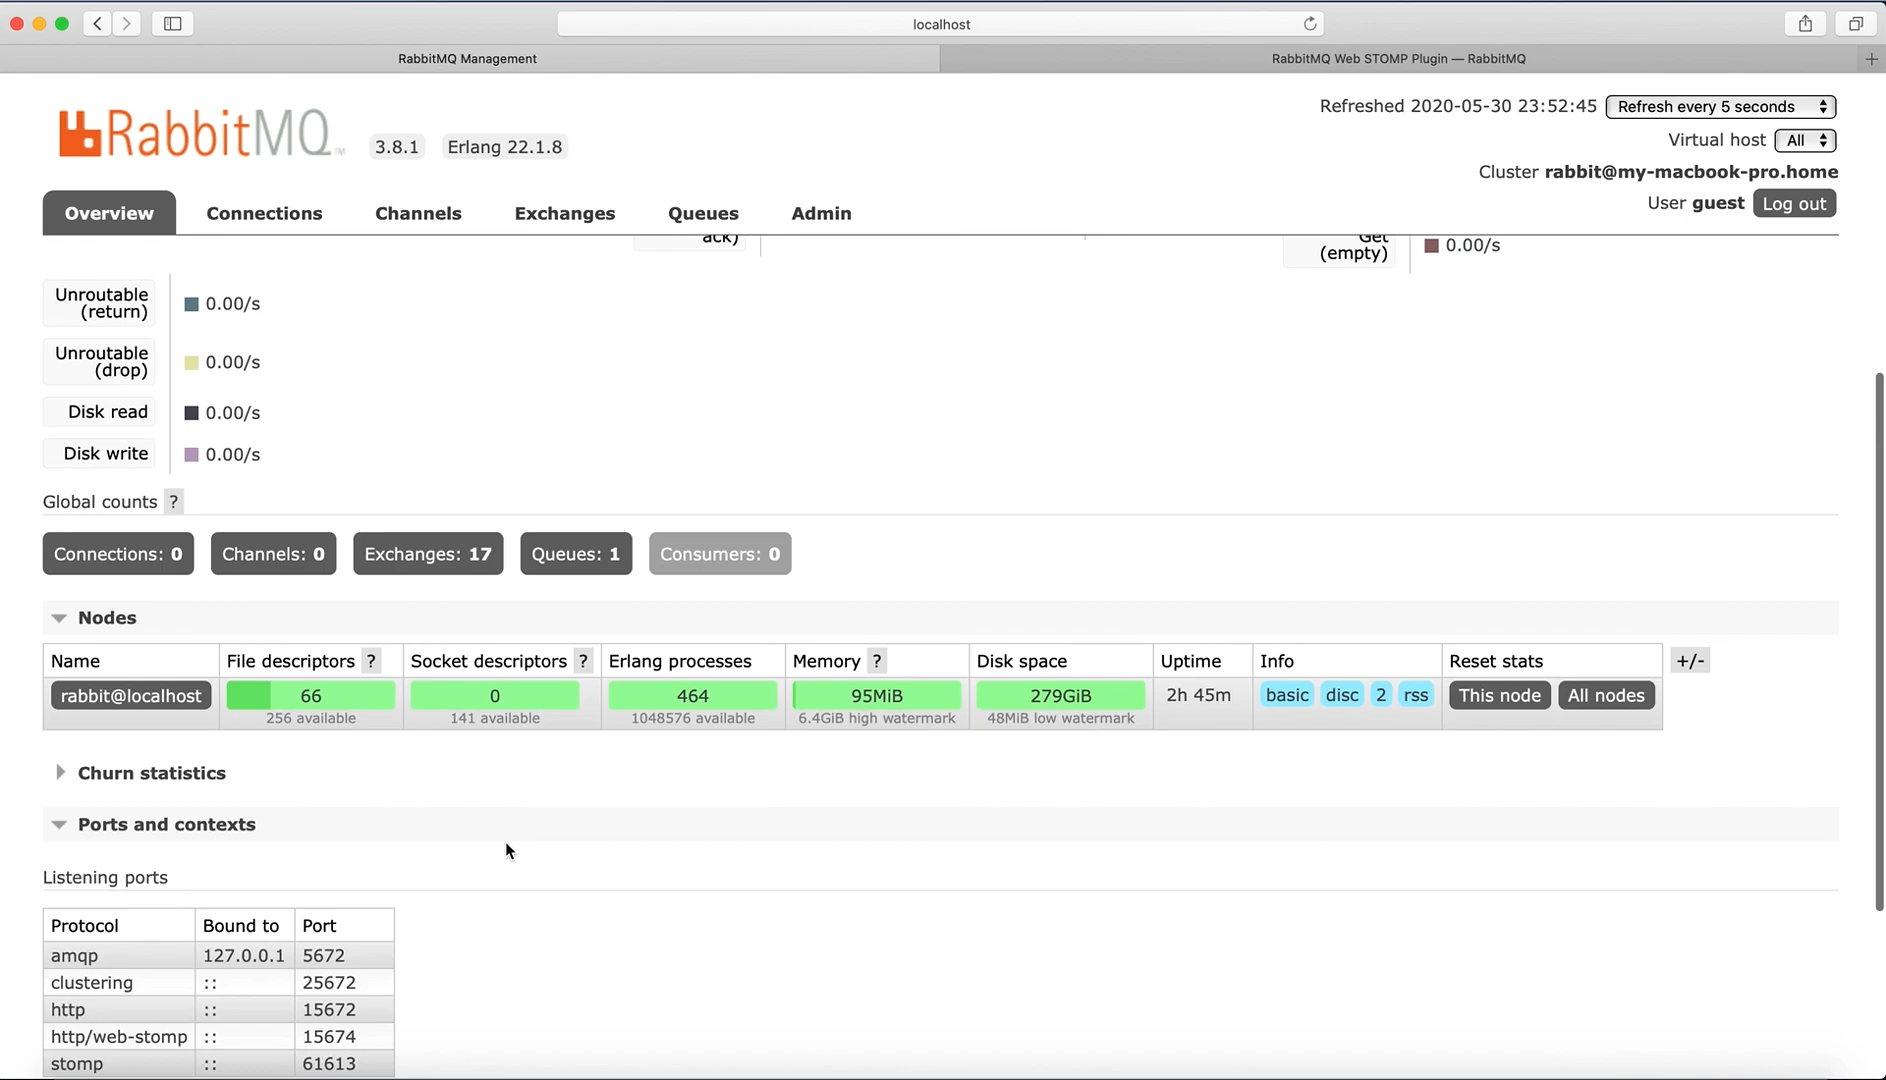 localhost
RabbitMQ Management
RabbitMQ Web STOMP Plugin — RabbitMQ
RabbitMQ TM 3.8.1 Erlang 22.1.8
Refreshed 2020-05-30 23:52:45 Refresh every 5 seconds
Virtual host All
Cluster rabbit@my-macbook-pro.home
User guest Log out
Overview Connections Channels Exchanges Queues Admin
ack)
Get
(empty) 0.00/s
Unroutable
(return) 0.00/s
Unroutable
(drop) 0.00/s
Disk read 0.00/s
Disk write 0.00/s
Global counts ?
Connections: 0 Channels: 0 Exchanges: 17 Queues: 1 Consumers: 0
Nodes
Name File descriptors ? Socket descriptors ? Erlang processes Memory ? Disk space Uptime Info Reset stats +/-
rabbit@localhost 66 0 464 95MiB 279GiB 2h 45m basic disc 2 rss This node All nodes
256 available 141 available 1048576 available 6.4GiB high watermark 48MiB low watermark
Churn statistics
Ports and contexts
Listening ports
Protocol Bound to Port
amqp 127.0.0.1 5672
clustering :: 25672
http :: 15672
http/web-stomp :: 15674
stomp :: 61613